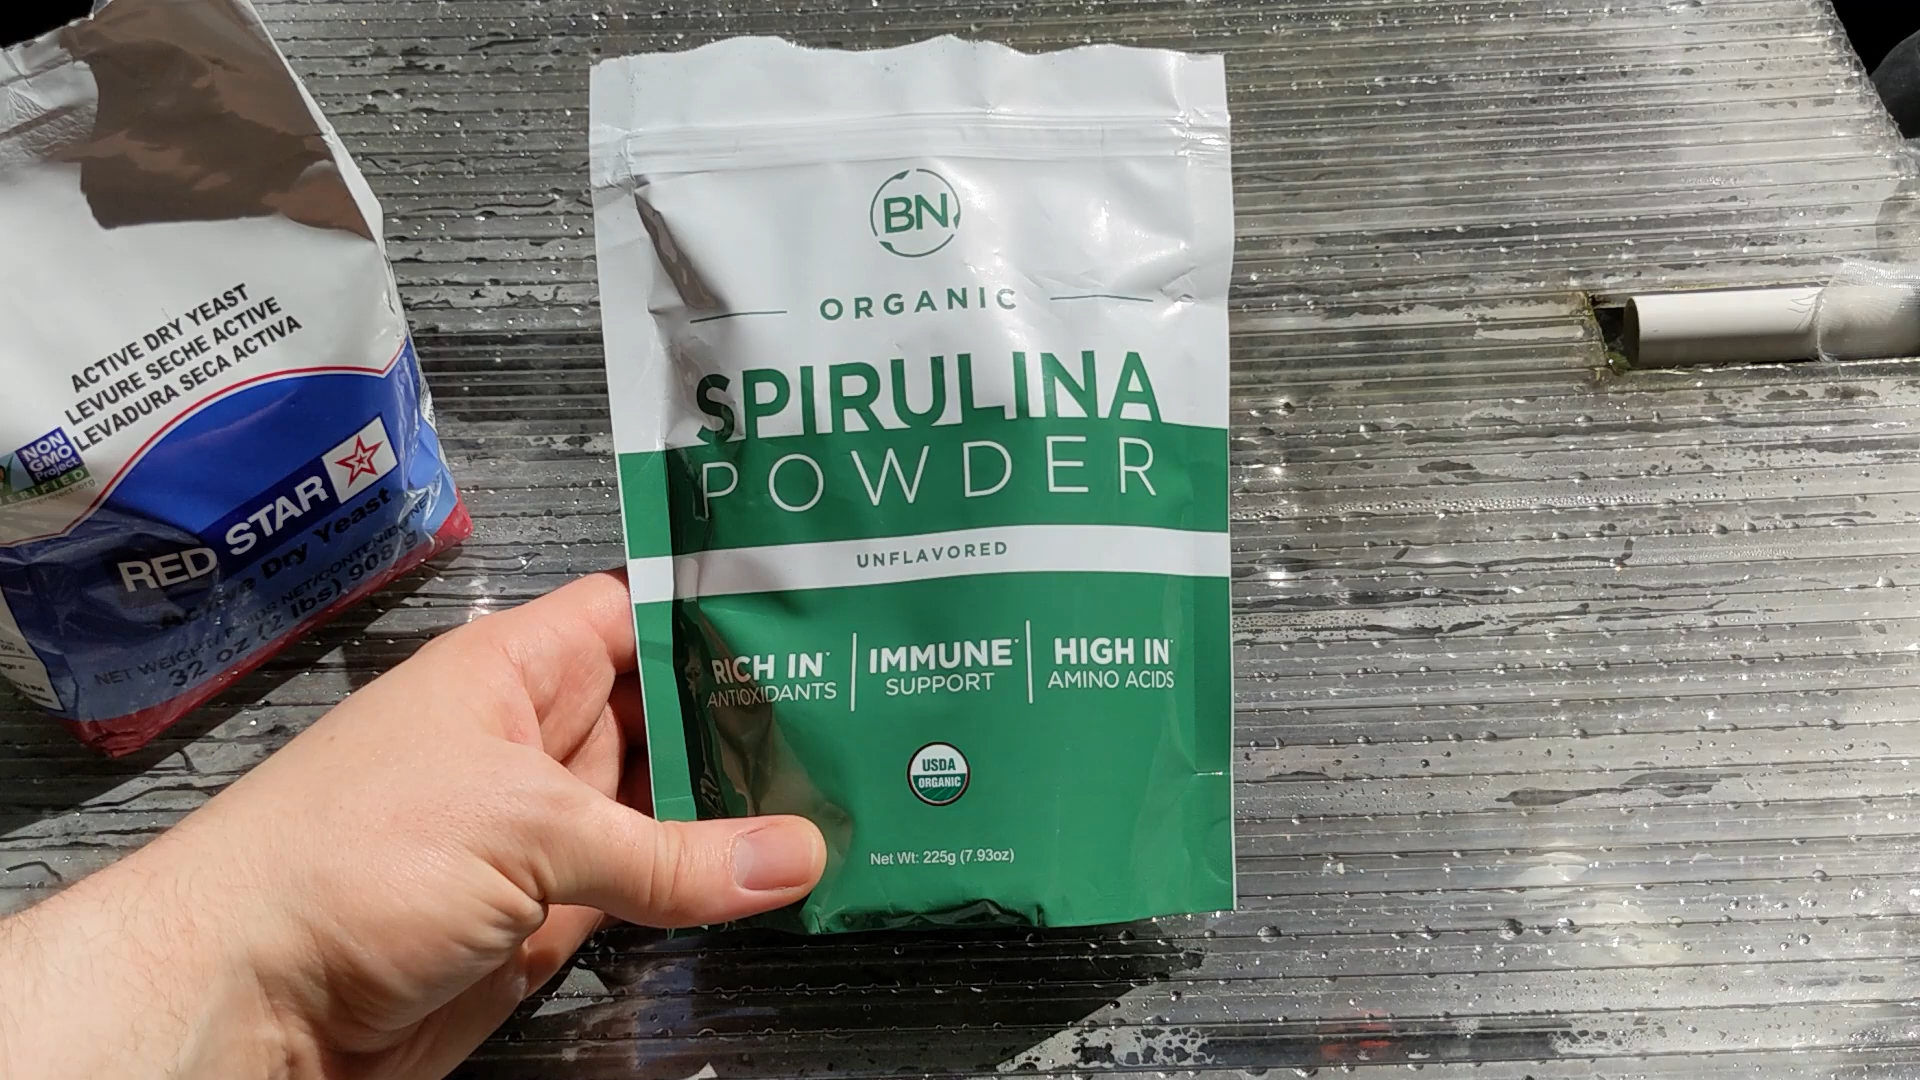 ACTIVE DRY YEAST
LEVURE SECHE ACTIVE
LEVADURA SECA ACTIVA
NON
GMO
Project
VERIFIED
RED STAR
Active Dry Yeast
NET WEIGHT/
32 oz (2 lbs) 908 g
BN
ORGANIC
SPIRULINA
POWDER
UNFLAVORED
RICH IN*
ANTIOXIDANTS
IMMUNE*
SUPPORT
HIGH IN*
AMINO ACIDS
USDA
ORGANIC
Net Wt: 225g (7.93oz)